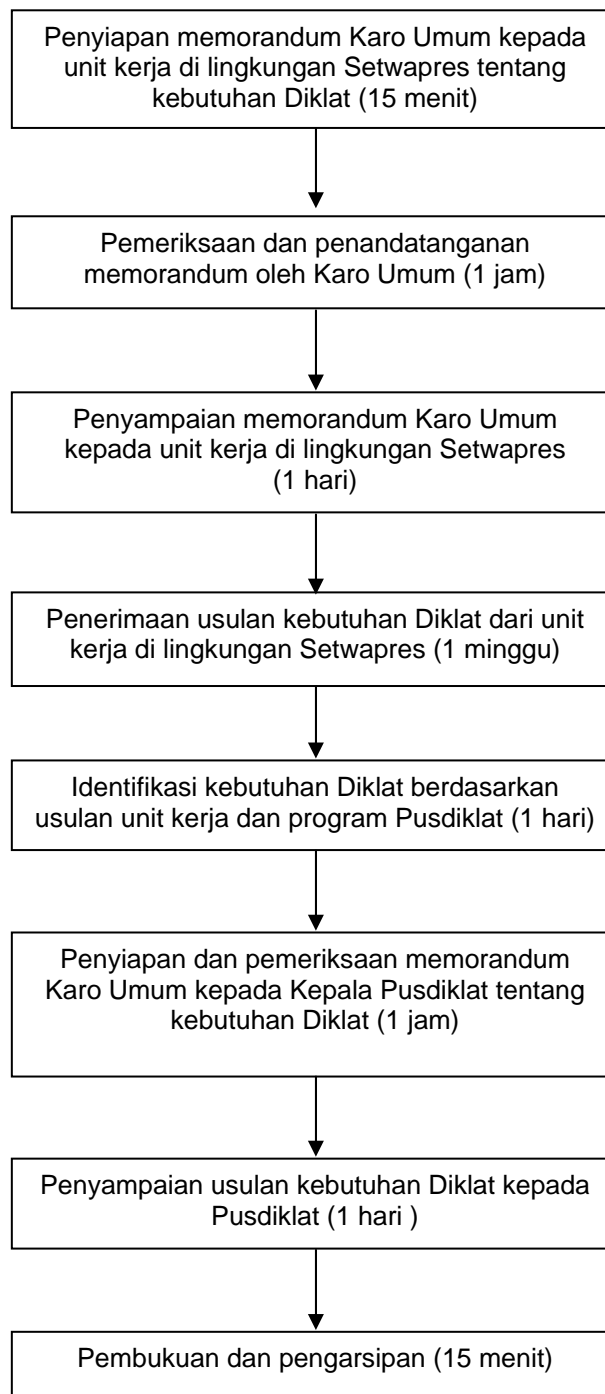 Penyiapan memorandum Karo Umum kepada
unit kerja di lingkungan Setwapres tentang
kebutuhan Diklat (15 menit)
Pemeriksaan dan penandatanganan
memorandum oleh Karo Umum (1 jam)
Penyampaian memorandum Karo Umum
kepada unit kerja di lingkungan Setwapres
(1 hari)
Penerimaan usulan kebutuhan Diklat dari unit
kerja di lingkungan Setwapres (1 minggu)
Identifikasi kebutuhan Diklat berdasarkan
usulan unit kerja dan program Pusdiklat (1 hari)
Penyiapan dan pemeriksaan memorandum
Karo Umum kepada Kepala Pusdiklat tentang
kebutuhan Diklat (1 jam)
Penyampaian usulan kebutuhan Diklat kepada
Pusdiklat (1 hari )
Pembukuan dan pengarsipan (15 menit)